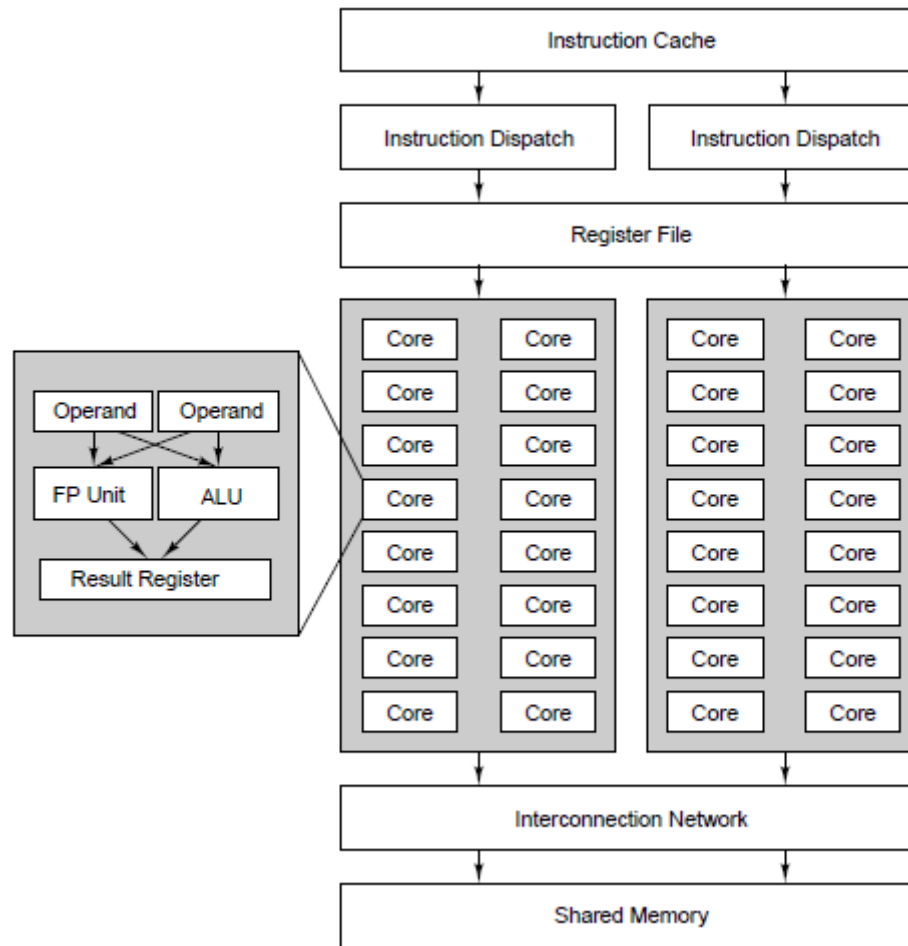 Instruction Cache
Instruction Dispatch Instruction Dispatch
Register File
Core Core Core Core
Core Core Core Core
Core Core Core Core
Core Core Core Core
Core Core Core Core
Core Core Core Core
Core Core Core Core
Core Core Core Core
Operand Operand
FP Unit ALU
Result Register
Interconnection Network
Shared Memory